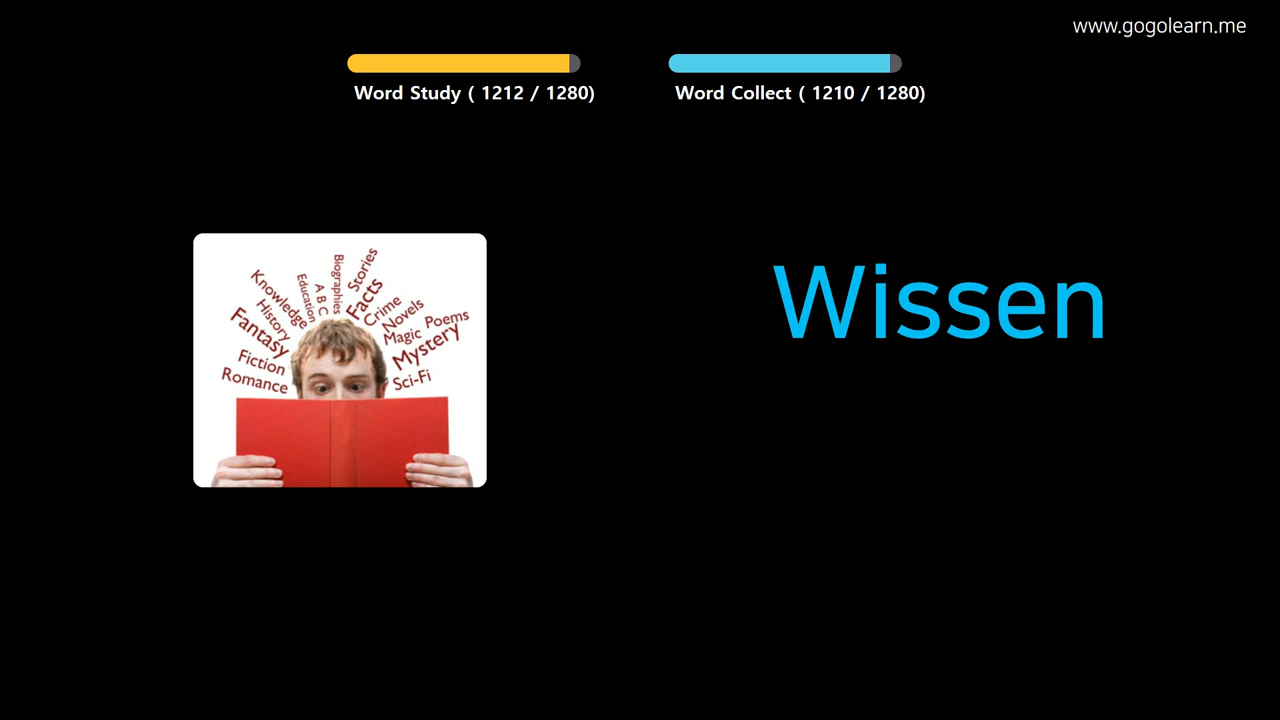 www.gogolearn.me
Word Study ( 1212 / 1280)
Word Collect ( 1210 / 1280)
Wissen
Stories
Biographies
Facts
A B C
Education
Crime
Knowledge
Novels
History
Poems
Magic
Fantasy
Mystery
Fiction
Sci-Fi
Romance